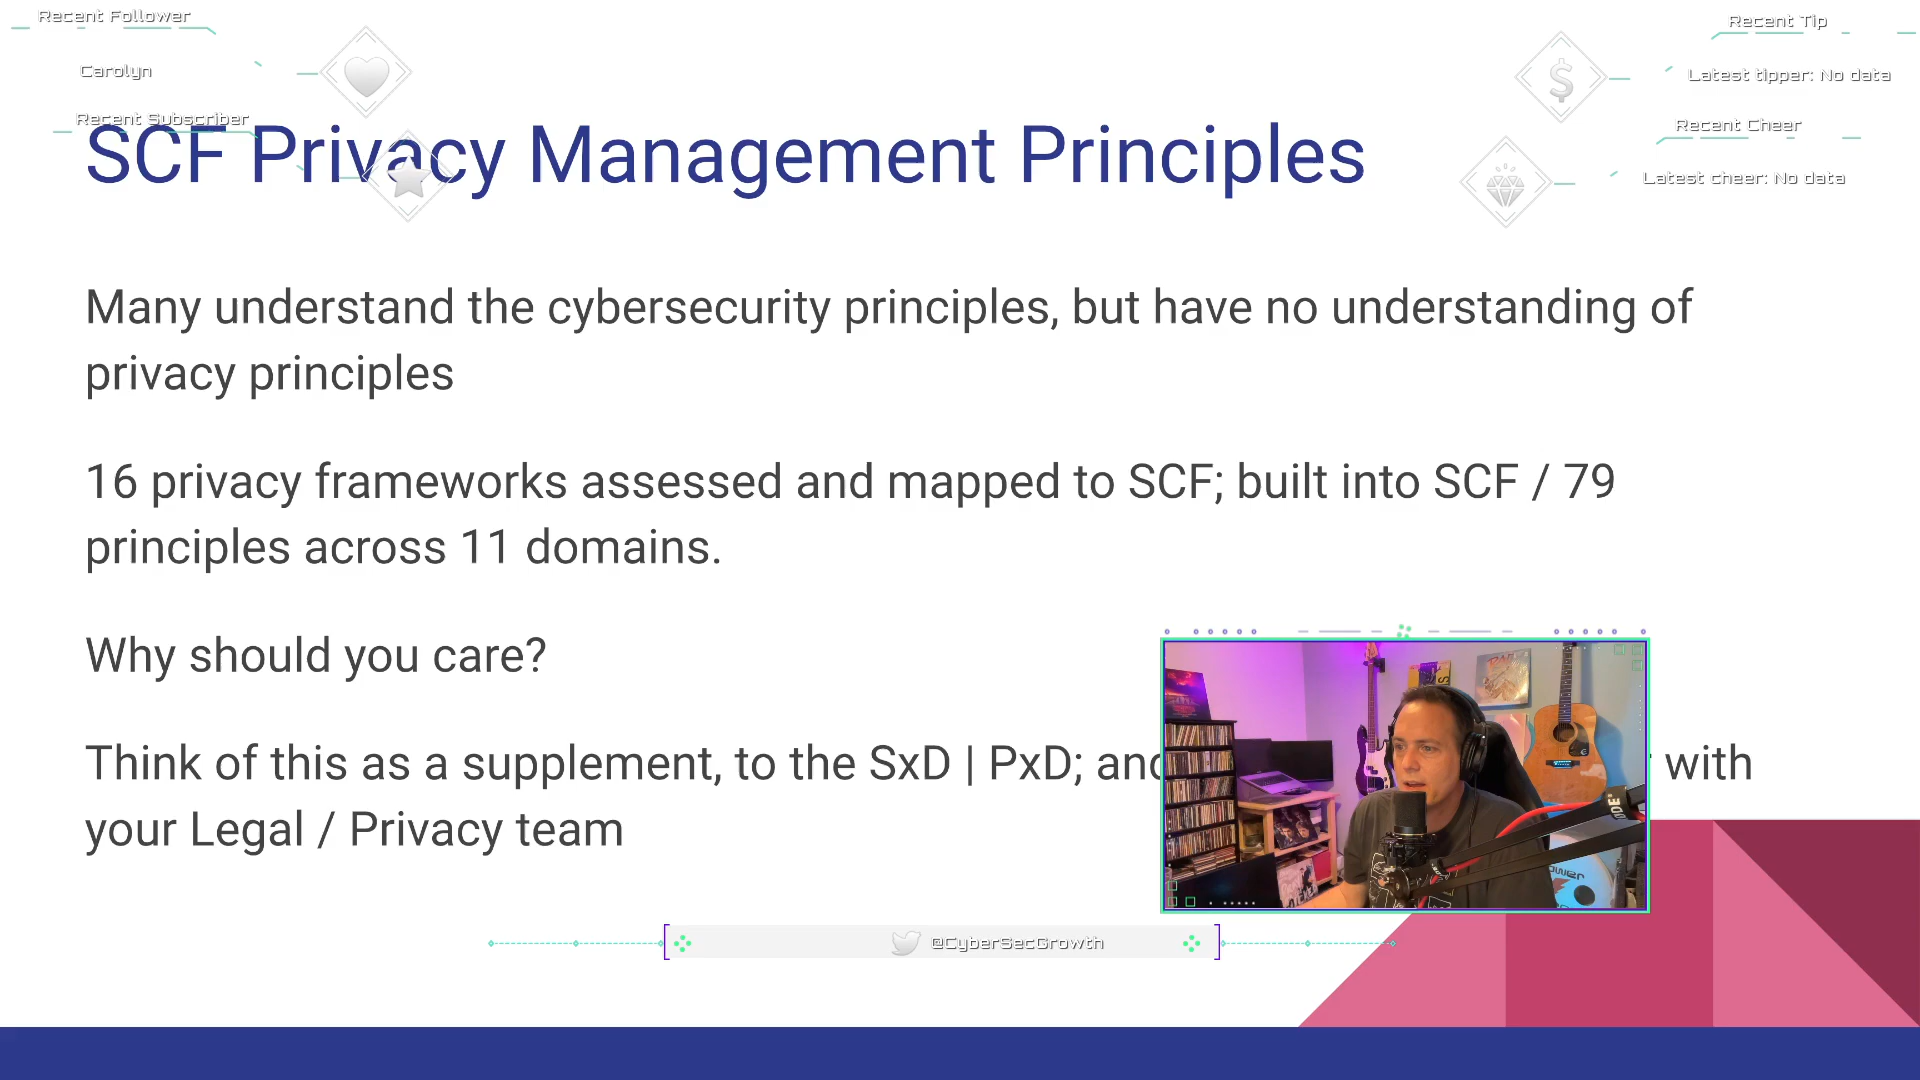 Recent Follower
Recent Tip
Carolyn
Latest tipper: No data
Recent Subscriber
Recent Cheer
SCF Privacy Management Principles
Latest cheer: No data
Many understand the cybersecurity principles, but have no understanding of
privacy principles
16 privacy frameworks assessed and mapped to SCF; built into SCF / 79
principles across 11 domains.
Why should you care?
Think of this as a supplement, to the SxD | PxD; and with
your Legal / Privacy team
@CyberSecGrowth